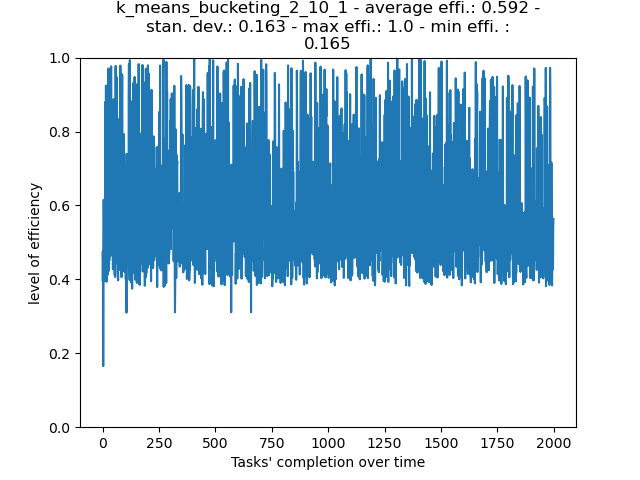 k_means_bucketing_2_10_1 - average effi.: 0.592 -
stan. dev.: 0.163 - max effi.: 1.0 - min effi. :
0.165
1.0
0.8
0.6
0.4
0.2
0.0
level of efficiency
0 250 500 750 1000 1250 1500 1750 2000
Tasks' completion over time